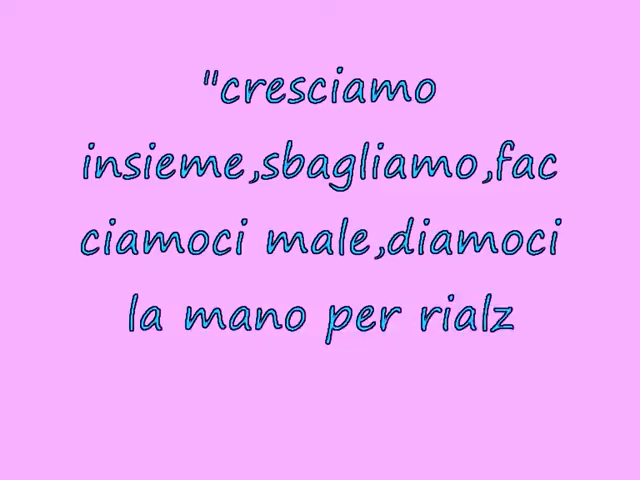 "cresciamo
insieme,sbagliamo,fac
ciamoci male,diamoci
la mano per rialz